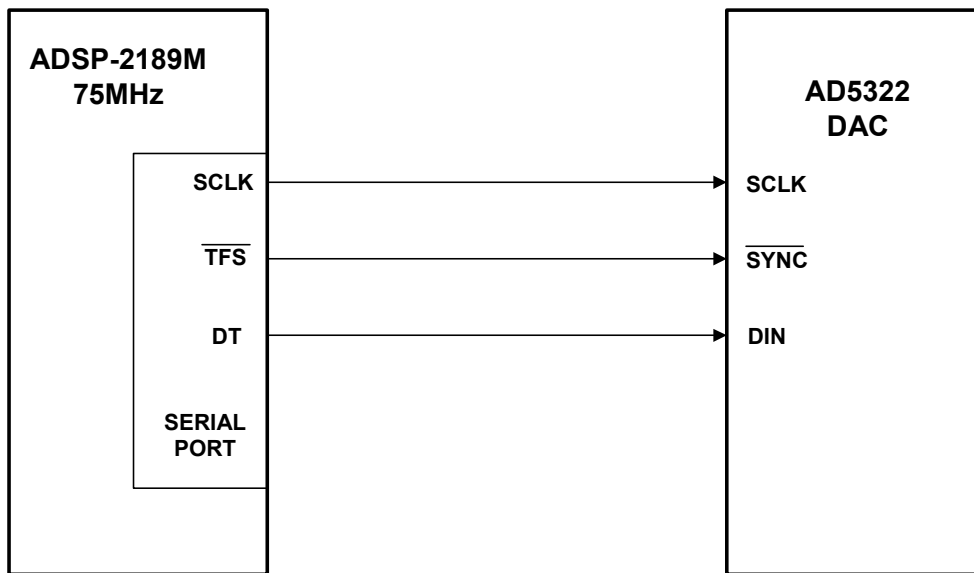 ADSP-2189M
75MHz
AD5322
DAC
SCLK
SCLK
TFS
SYNC
DT
DIN
SERIAL
PORT